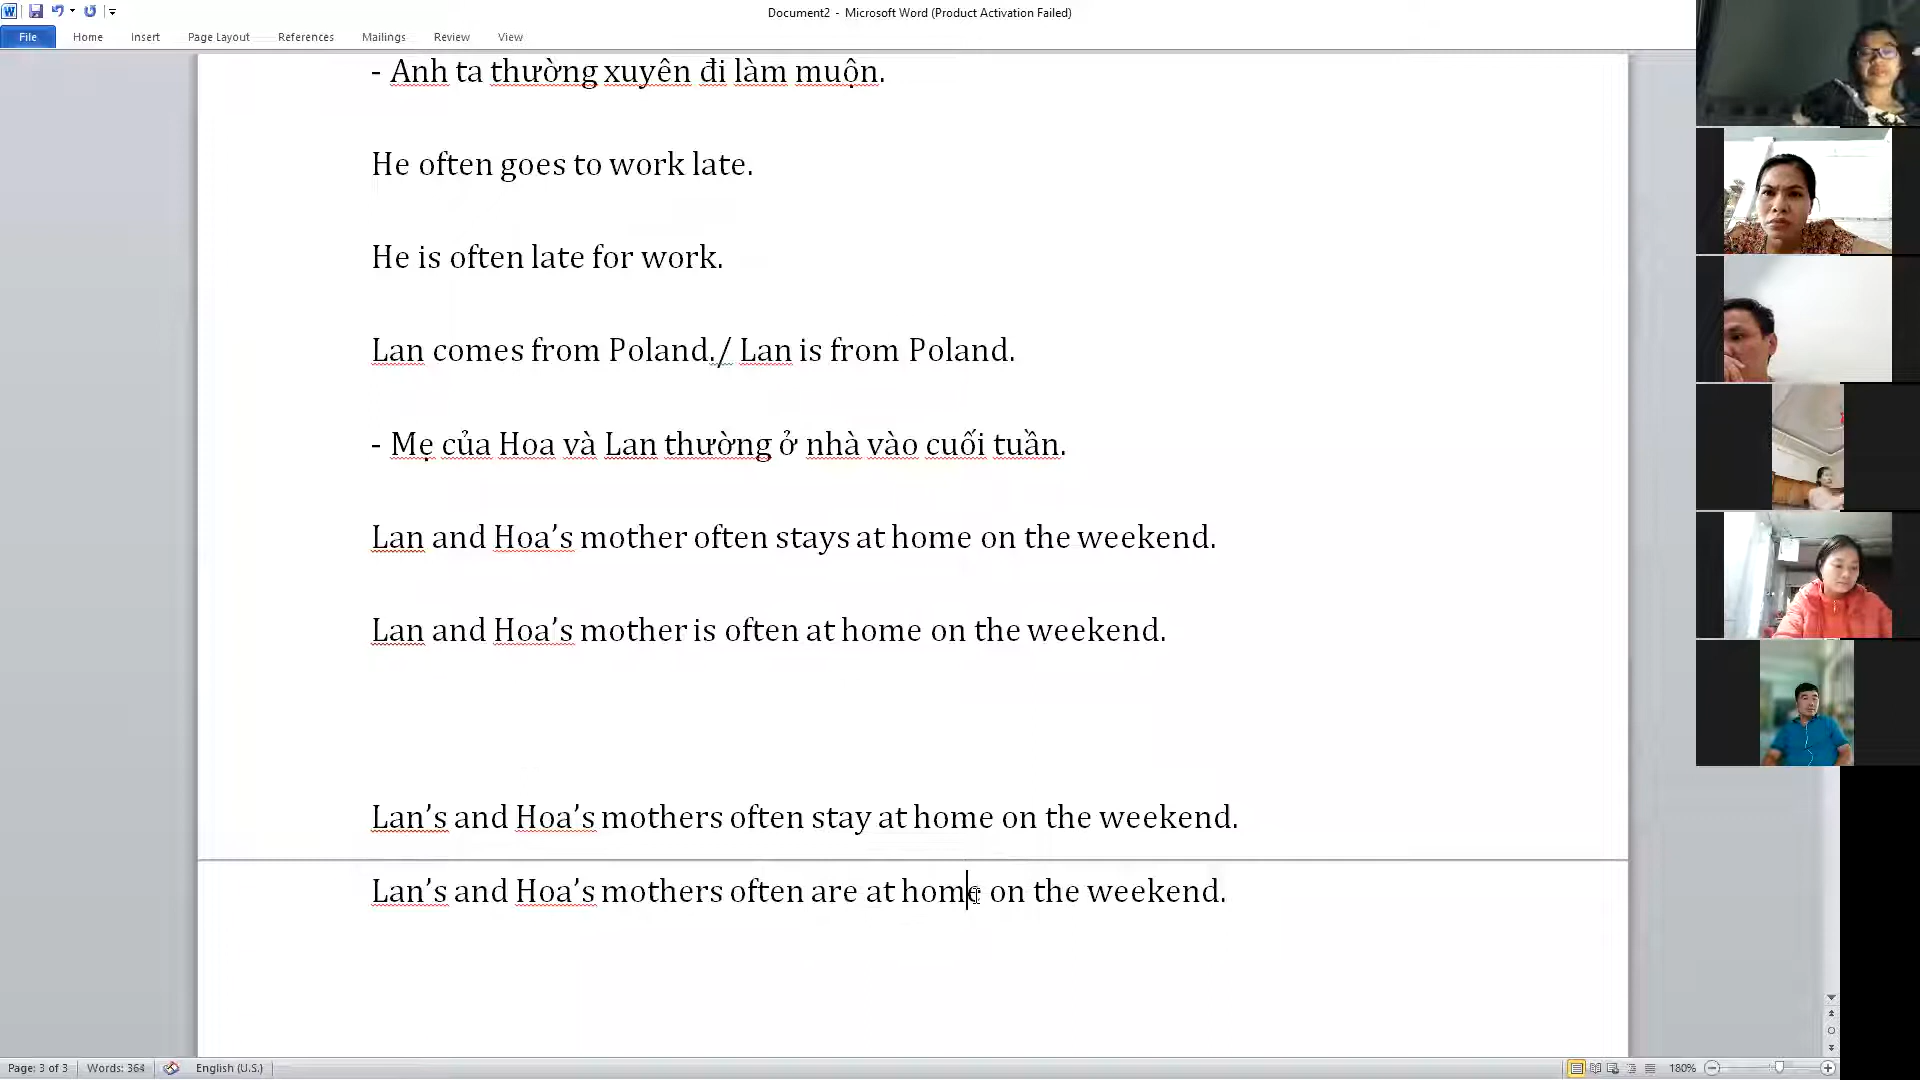 Document2 - Microsoft Word (Product Activation Failed)
File Home Insert Page Layout References Mailings Review View
- Anh ta thường xuyên đi làm muộn.
He often goes to work late.
He is often late for work.
Lan comes from Poland./ Lan is from Poland.
- Mẹ của Hoa và Lan thường ở nhà vào cuối tuần.
Lan and Hoa’s mother often stays at home on the weekend.
Lan and Hoa’s mother is often at home on the weekend.
Lan’s and Hoa’s mothers often stay at home on the weekend.
Lan’s and Hoa’s mothers often are at home on the weekend.
Page: 3 of 3 Words: 364 English (U.S.) 180%